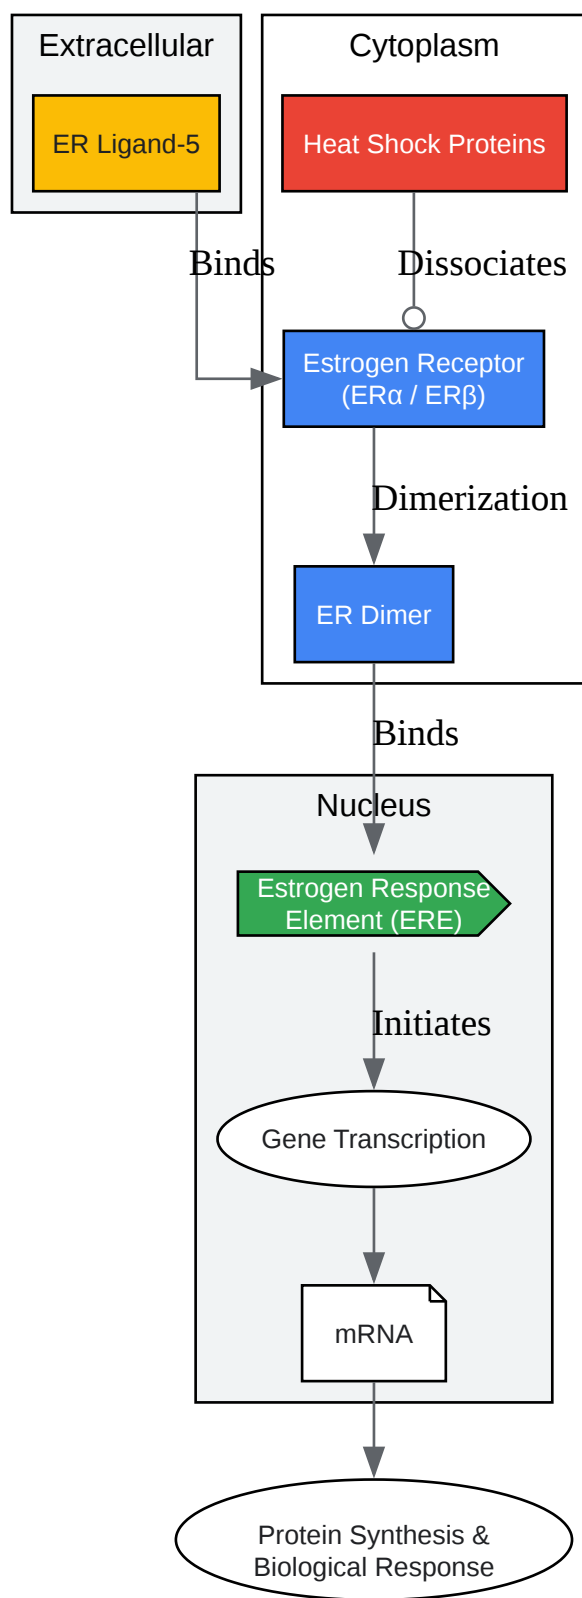 Extracellular
Cytoplasm
ER Ligand-5
Heat Shock Proteins
Binds
Dissociates
Estrogen Receptor
(ERα / ERβ)
Dimerization
ER Dimer
Binds
Nucleus
Estrogen Response
Element (ERE)
Initiates
Gene Transcription
mRNA
Protein Synthesis &
Biological Response